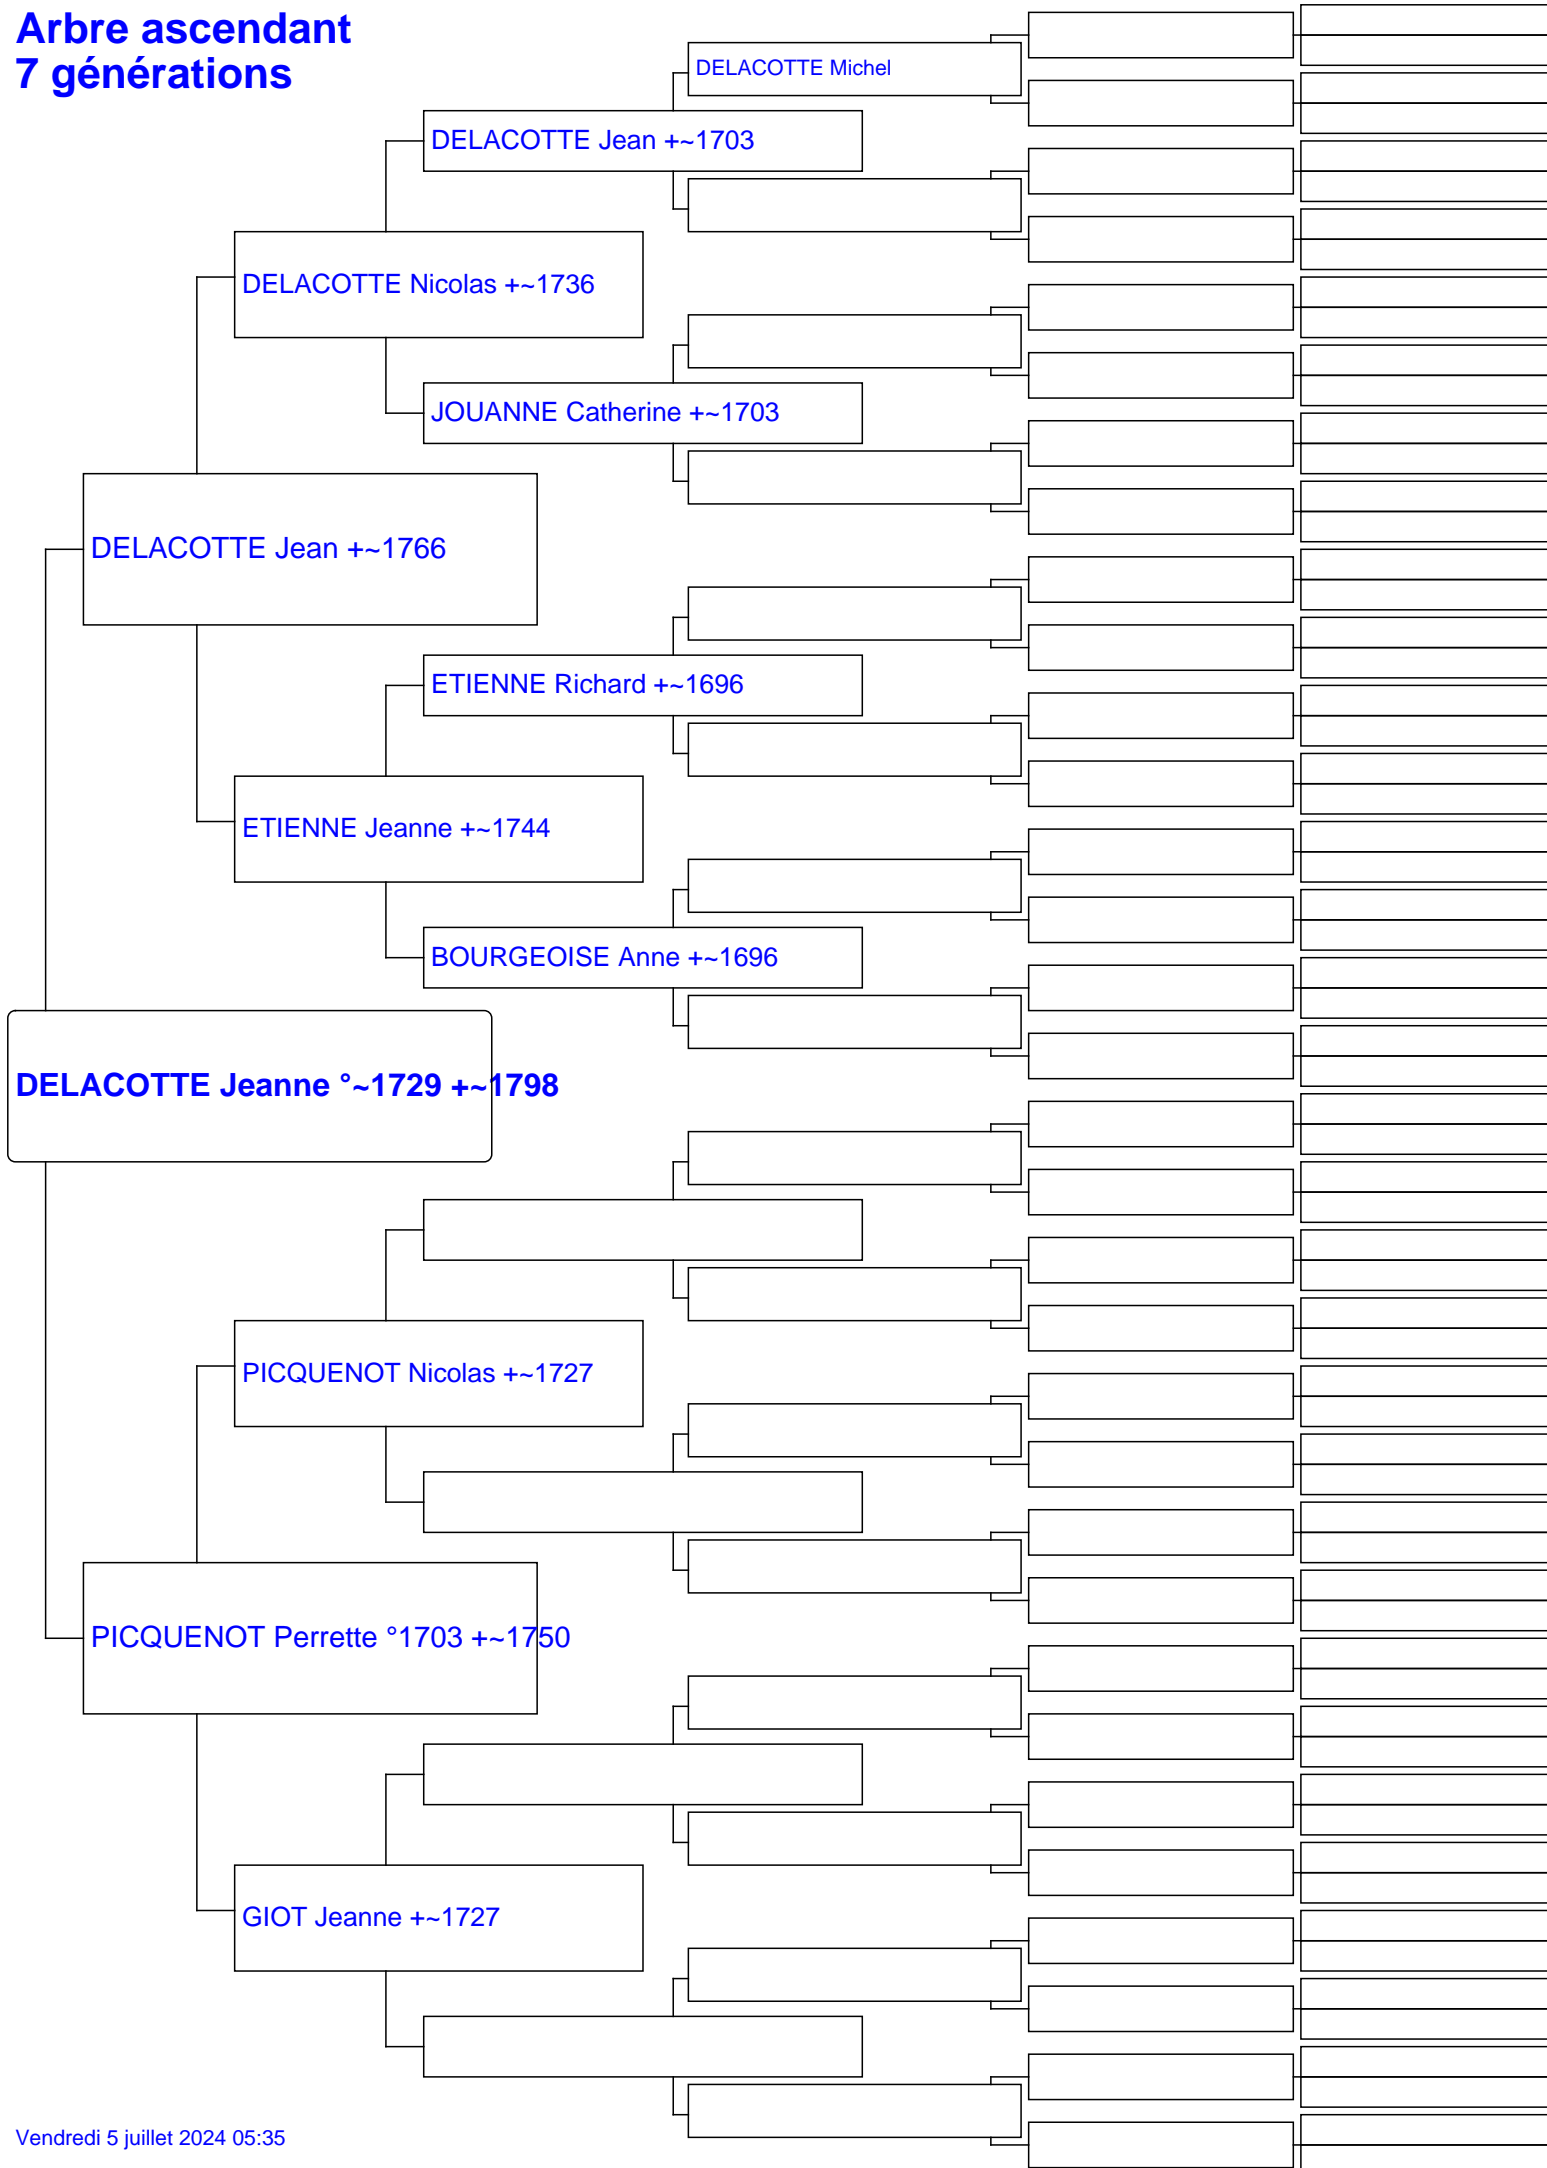 Arbre ascendant
7 générations
DELACOTTE Michel
DELACOTTE Jean +~1703
DELACOTTE Nicolas +~1736
JOUANNE Catherine +~1703
DELACOTTE Jean +~1766
ETIENNE Richard +~1696
ETIENNE Jeanne +~1744
BOURGEOISE Anne +~1696
DELACOTTE Jeanne °~1729 +~1798
PICQUENOT Nicolas +~1727
PICQUENOT Perrette °1703 +~1750
GIOT Jeanne +~1727
Vendredi 5 juillet 2024 05:35